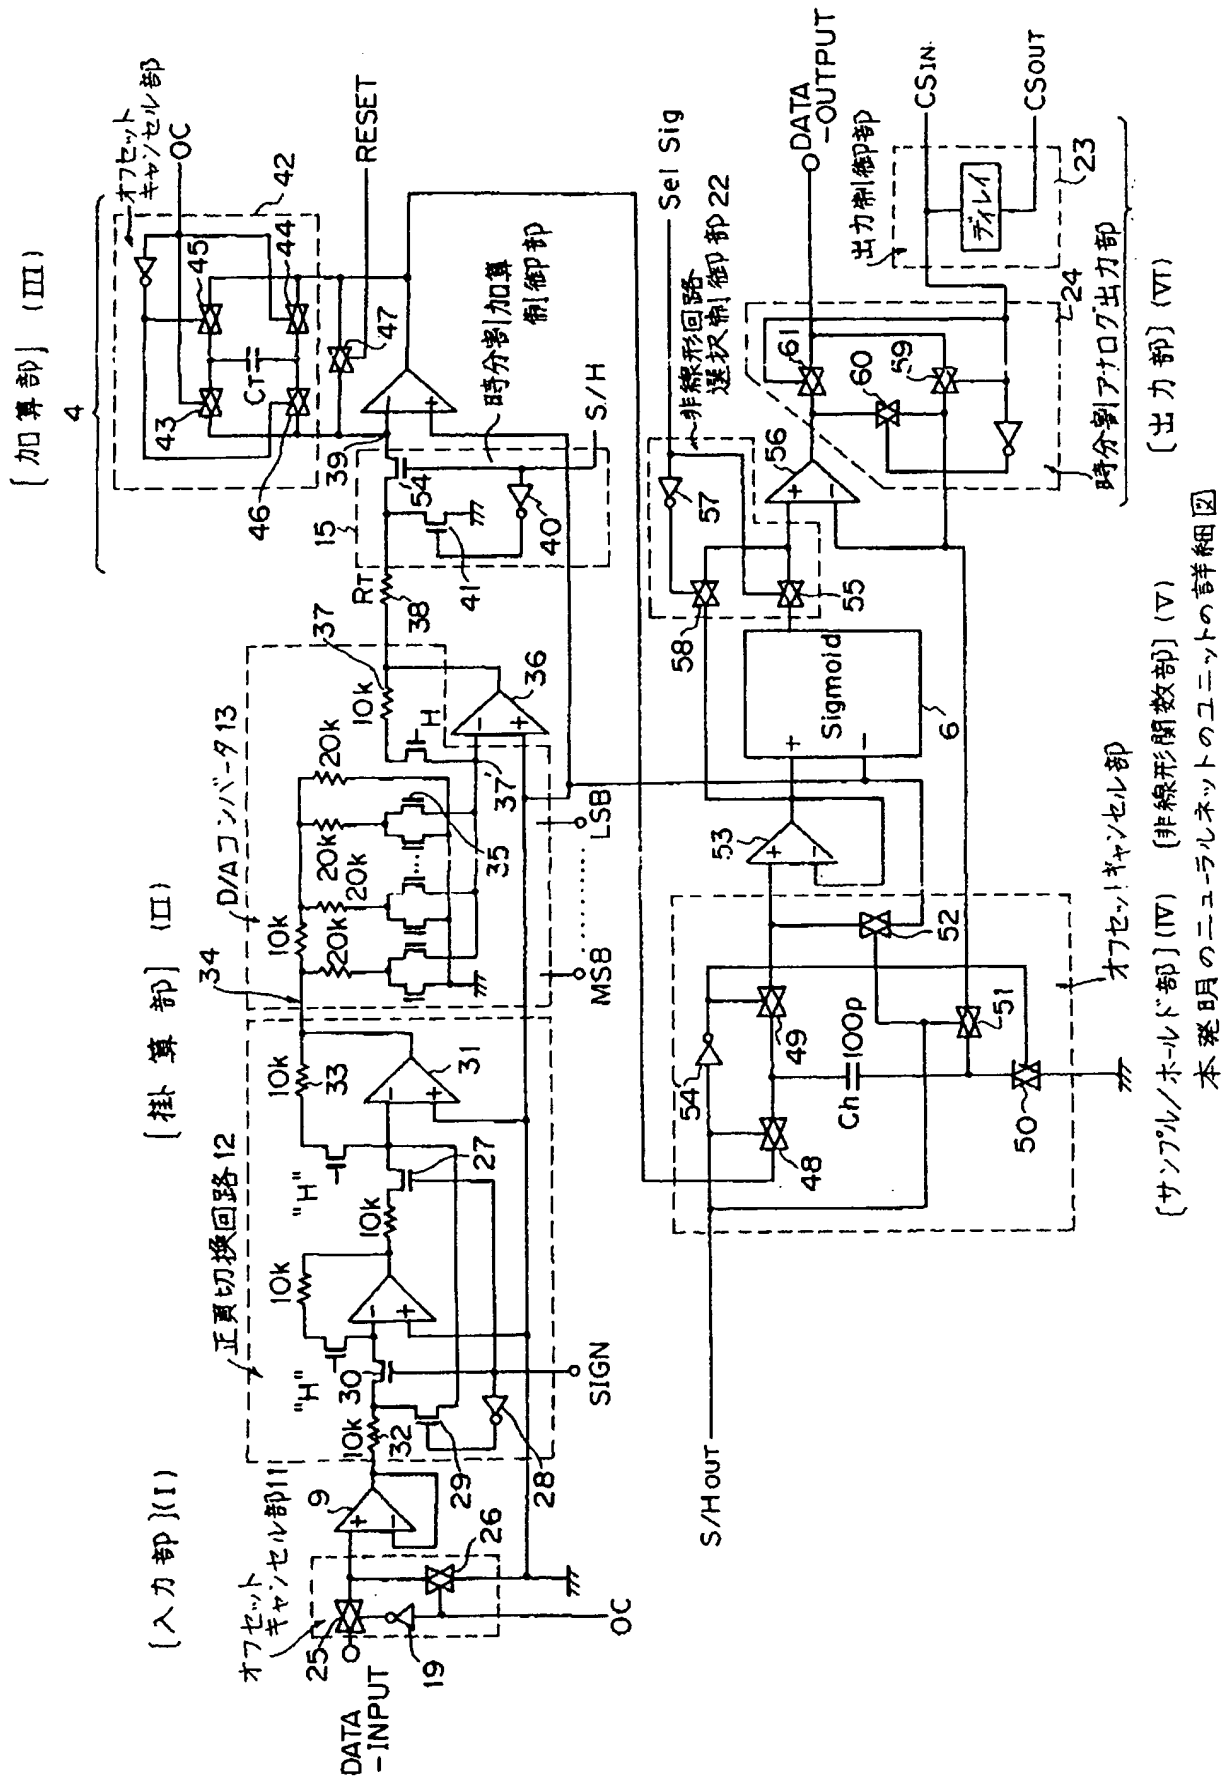 [入力部](I)
[掛算部] (II)
[加算部] (III)
4
オフセット
キャンセル部11
25
DATA
-INPUT
19
OC
26
9
正負切換回路12
10k
32
"H"
30
29
28
SIGN
10k
10k
27
"H"
10k
33
31
34
D/Aコンバータ13
10k
20k
20k
20k
20k
35
MSB
LSB
37'
H
10k
37
36
RT
38
15
41
40
54
39
S/H
時分割加算
制御部
オフセット
キャンセル部
OC
42
43
45
CT
46
44
47
RESET
S/HOUT
54
48
49
Ch
100p
50
51
52
オフセットキャンセル部
53
Sigmoid
6
58
55
57
Sel Sig
非線形回路
選択制御部22
56
60
59
61
DATA
-OUTPUT
時分割アナログ出力部
24
出力制御部
ディレイ
23
CSIN
CSOUT
[サンプル/ホールド部](IV)
[非線形関数部](V)
[出力部](VI)
本発明のニューラルネットのユニットの詳細図